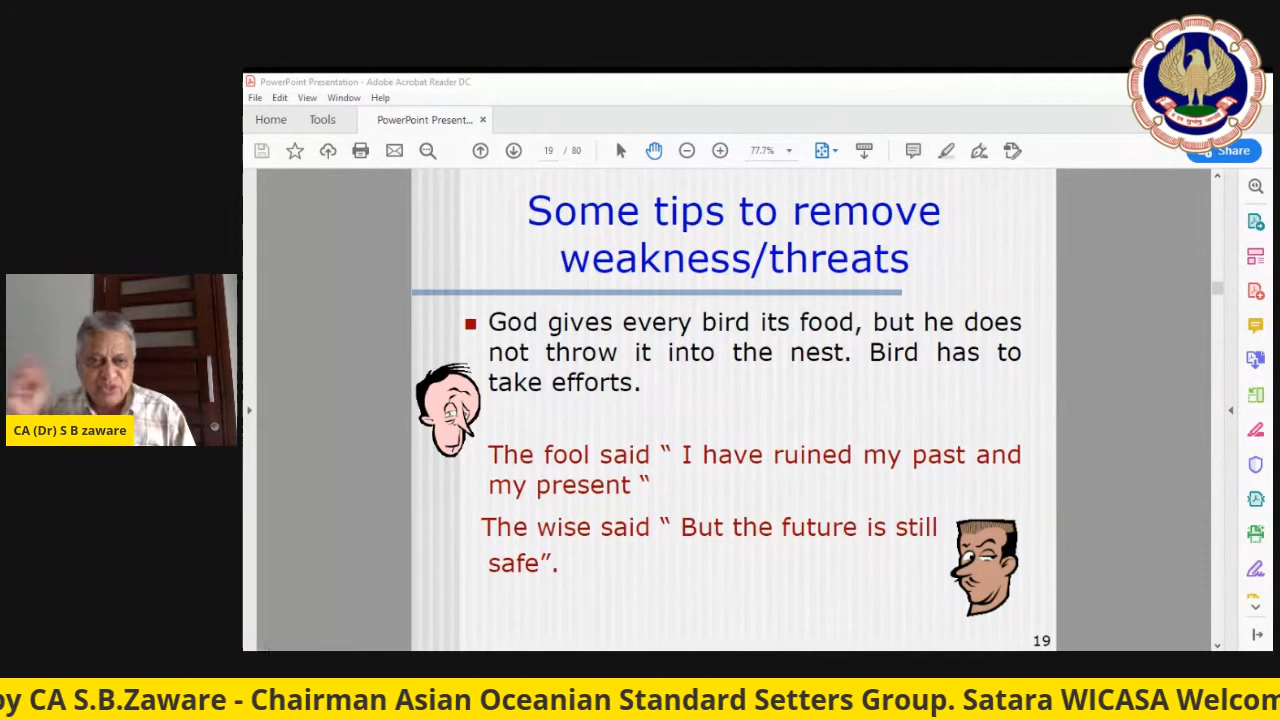 PowerPoint Presentation - Adobe Acrobat Reader DC
File Edit View Window Help
Home Tools PowerPoint Present... ×
19 / 80 77.7% Share
Some tips to remove
weakness/threats
God gives every bird its food, but he does
not throw it into the nest. Bird has to
take efforts.
The fool said “ I have ruined my past and
my present “
The wise said “ But the future is still
safe”.
19
CA (Dr) S B zaware
by CA S.B.Zaware - Chairman Asian Oceanian Standard Setters Group. Satara WICASA Welcom